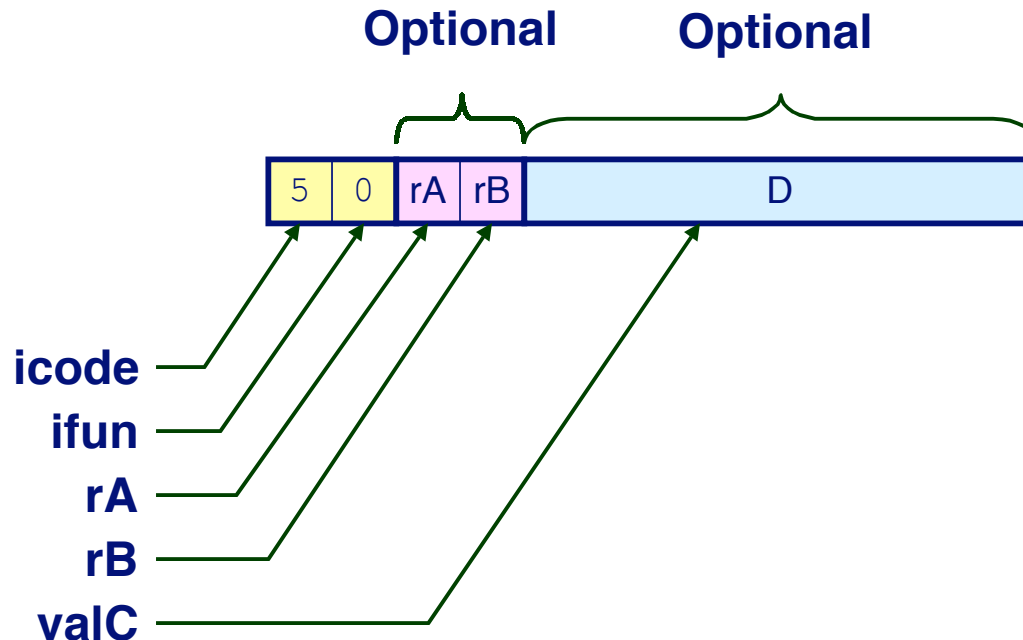 Optional Optional
5 0 rA rB D
icode
ifun
rA
rB
valC